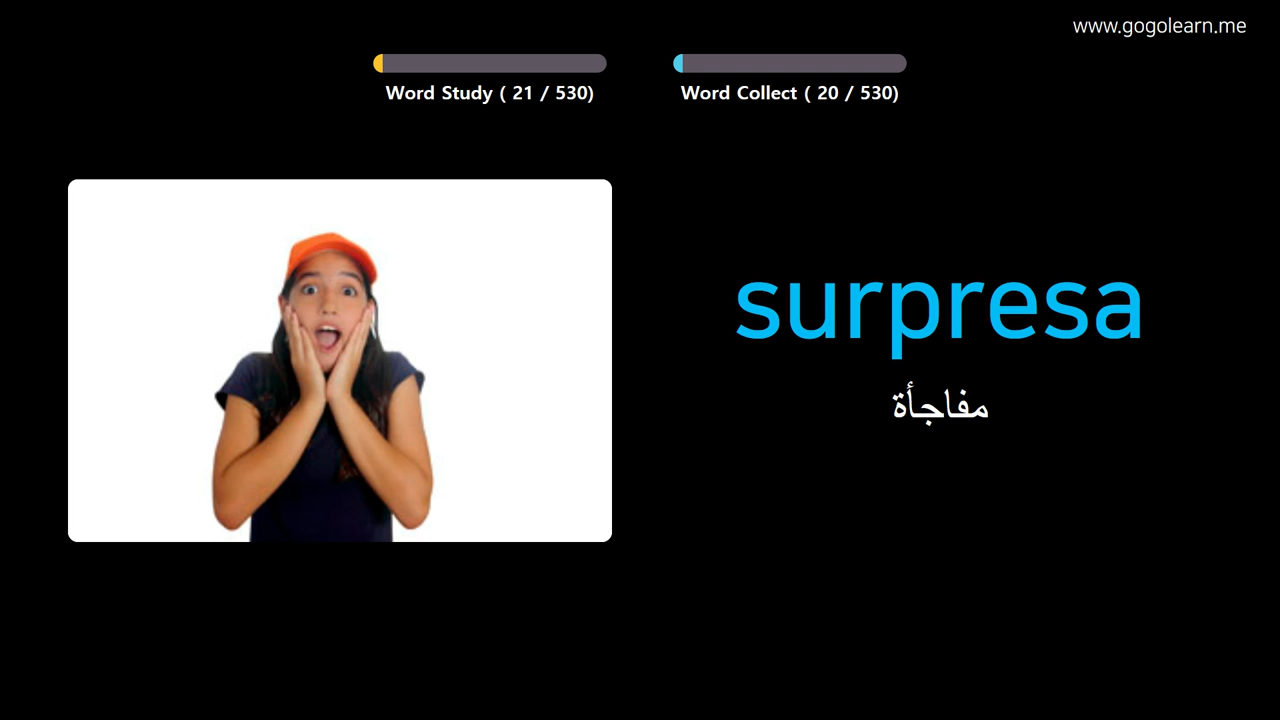 www.gogolearn.me
Word Study ( 21 / 530)
Word Collect ( 20 / 530)
surpresa
مفاجأة